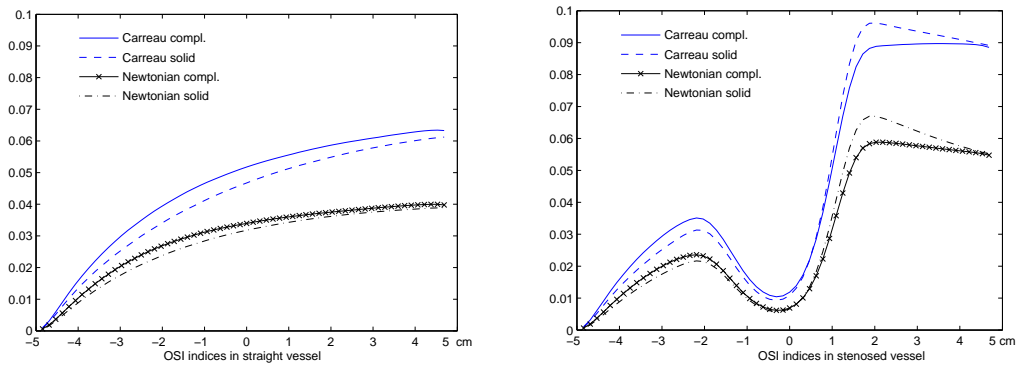 0.1
0.09
0.08
0.07
0.06
0.05
0.04
0.03
0.02
0.01
0
Carreau compl.
Carreau solid
Newtonian compl.
Newtonian solid
−5 −4 −3 −2 −1 0 1 2 3 4 5 cm
OSI indices in straight vessel
0.1
0.09
0.08
0.07
0.06
0.05
0.04
0.03
0.02
0.01
0
Carreau compl.
Carreau solid
Newtonian compl.
Newtonian solid
−5 −4 −3 −2 −1 0 1 2 3 4 5 cm
OSI indices in stenosed vessel